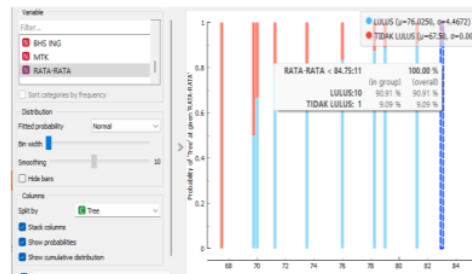 Variable
Filter...
BHS ING
MTK
RATA-RATA
Sort categories by frequency
Distribution
Fitted probability Normal
Bin width
Smoothing 10
Hide bars
Columns
Split by Tree
Stack columns
Show probabilities
Show cumulative distribution
Probability of 'Tree' at given 'RATA-RATA'
1
0.8
0.6
0.4
0.2
0
68 70 72 74 76 78 80 82 84
LULUS (μ=76.0250, σ=4.4672)
TIDAK LULUS (μ=67.50, σ=0.00
RATA-RATA < 84.75:11 100.00 %
(in group) (overall)
LULUS:10 90.91 % 90.91 %
TIDAK LULUS: 1 9.09 % 9.09 %